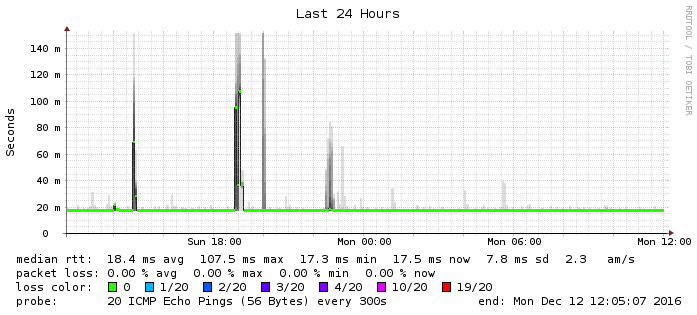 Last 24 Hours
RRDTOOL / TOBI OETIKER
Seconds
140 m
120 m
100 m
80 m
60 m
40 m
20 m
0
Sun 18:00 Mon 00:00 Mon 06:00 Mon 12:00
median rtt: 18.4 ms avg 107.5 ms max 17.3 ms min 17.5 ms now 7.8 ms sd 2.3 am/s
packet loss: 0.00 % avg 0.00 % max 0.00 % min 0.00 % now
loss color: 0 1/20 2/20 3/20 4/20 10/20 19/20
probe: 20 ICMP Echo Pings (56 Bytes) every 300s end: Mon Dec 12 12:05:07 2016